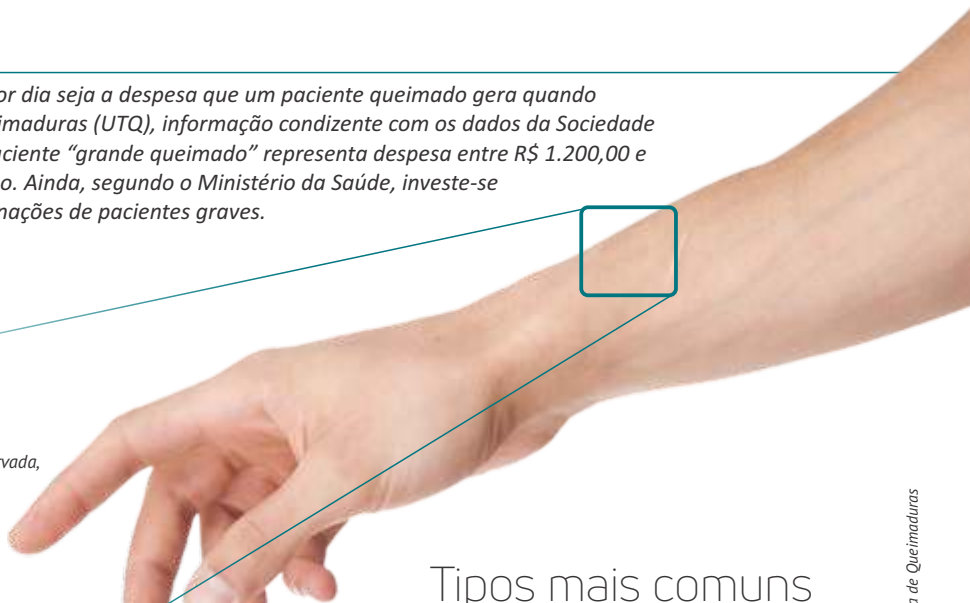 or dia seja a despesa que um paciente queimado gera quando
imaduras (UTQ), informação condizente com os dados da Sociedade
aciente “grande queimado” representa despesa entre R$ 1.200,00 e
o. Ainda, segundo o Ministério da Saúde, investe-se
nações de pacientes graves.
vada,
Tipos mais comuns
a de Queimaduras